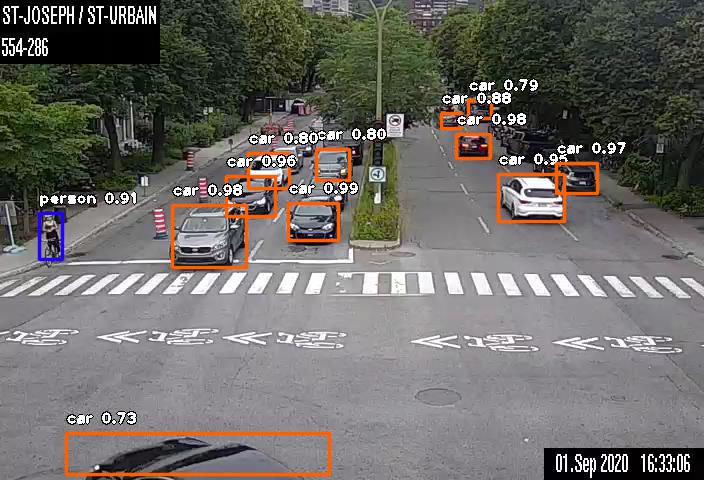 ST-JOSEPH / ST-URBAIN
554-286
car 0.79
car 0.88
car 0.98
car 0.80
car 0.80
car 0.96
car 0.95
car 0.97
person 0.91
car 0.98
car 0.99
car 0.73
01.Sep 2020 16:33:06